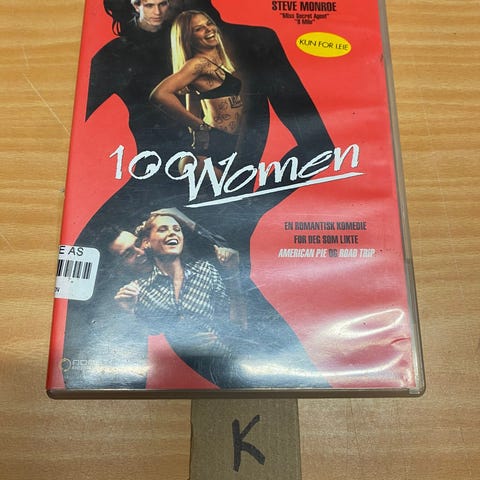 STEVE MONROE
"Miss Secret Agent"
"8 Mile"
KUN FOR LEIE
100 Women
EN ROMANTISK KOMEDIE
FOR DEG SOM LIKTE
AMERICAN PIE OG ROAD TRIP
E AS
K